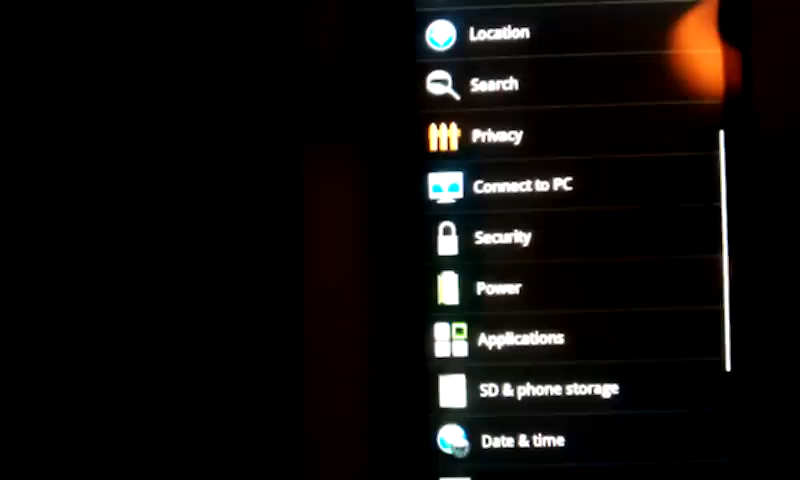 Location
Search
Privacy
Connect to PC
Security
Power
Applications
SD & phone storage
Date & time